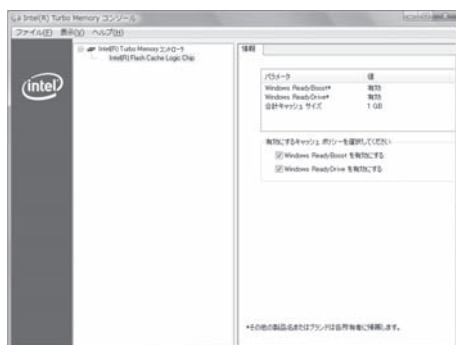 Intel(R) Turbo Memory コンソール
ファイル(F) 表示(V) ヘルプ(H)
Intel(R) Turbo Memory コントローラ
Intel(R) Flash Cache Logic Chip
intel
情報
パラメータ 値
Windows ReadyBoost* 有効
Windows ReadyDrive* 有効
合計キャッシュ サイズ 1 GB
有効にするキャッシュ ポリシーを選択してください
Windows ReadyBoost を有効にする
Windows ReadyDrive を有効にする
*その他の製品名またはブランドは各所有者に帰属します。